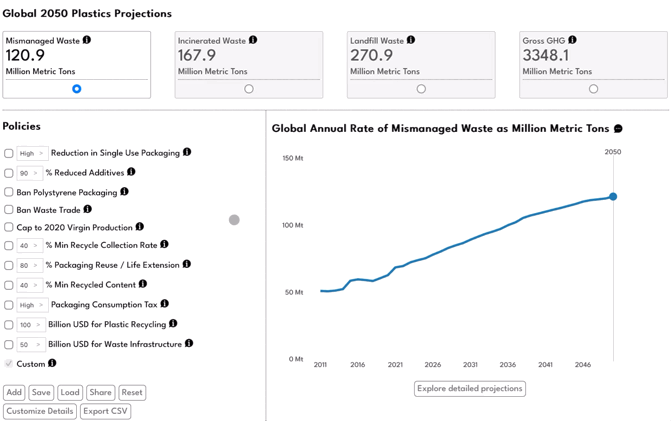 Global 2050 Plastics Projections
Mismanaged Waste
120.9
Million Metric Tons
Incinerated Waste
167.9
Million Metric Tons
Landfill Waste
270.9
Million Metric Tons
Gross GHG
3348.1
Million Metric Tons
Policies
High > Reduction in Single Use Packaging
90 > % Reduced Additives
Ban Polystyrene Packaging
Ban Waste Trade
Cap to 2020 Virgin Production
40 > % Min Recycle Collection Rate
80 > % Packaging Reuse / Life Extension
40 > % Min Recycled Content
High > Packaging Consumption Tax
100 > Billion USD for Plastic Recycling
50 > Billion USD for Waste Infrastructure
Custom
Add Save Load Share Reset
Customize Details Export CSV
Global Annual Rate of Mismanaged Waste as Million Metric Tons
2050
150 Mt
100 Mt
50 Mt
0 Mt
2011 2016 2021 2026 2031 2036 2041 2046
Explore detailed projections